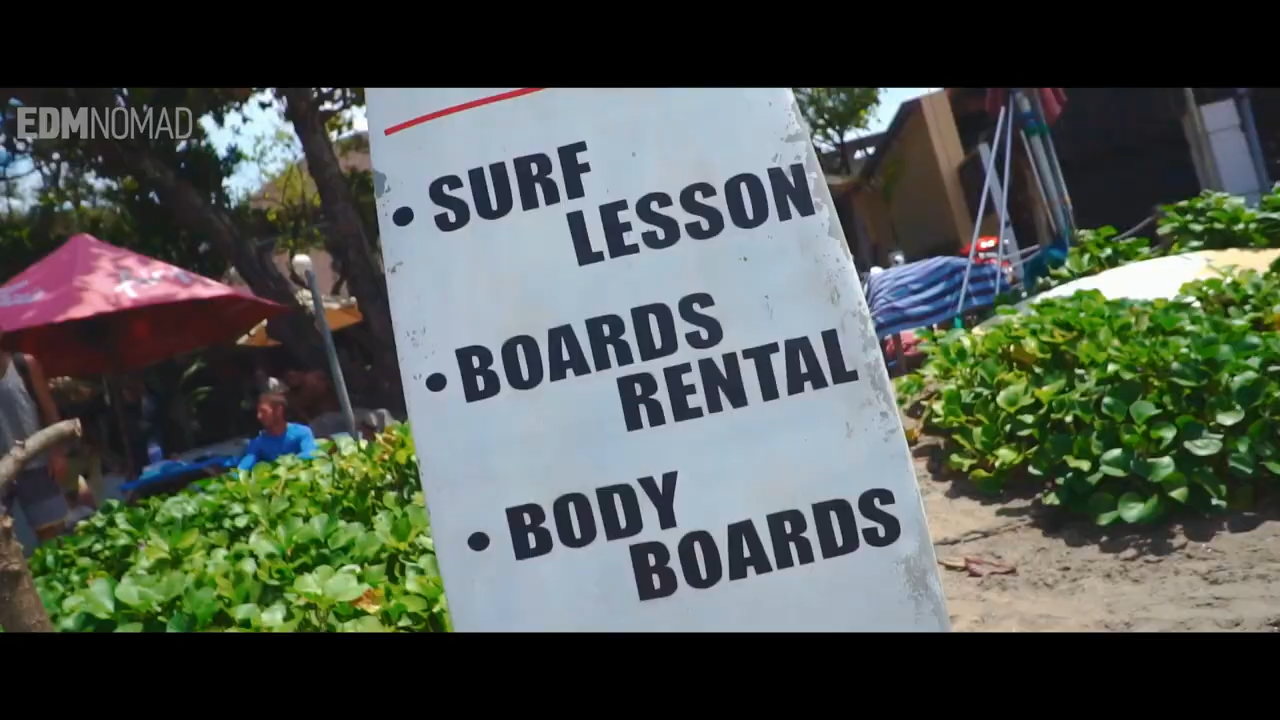 EDMNOMAD
• SURF
LESSON
• BOARDS
RENTAL
• BODY
BOARDS